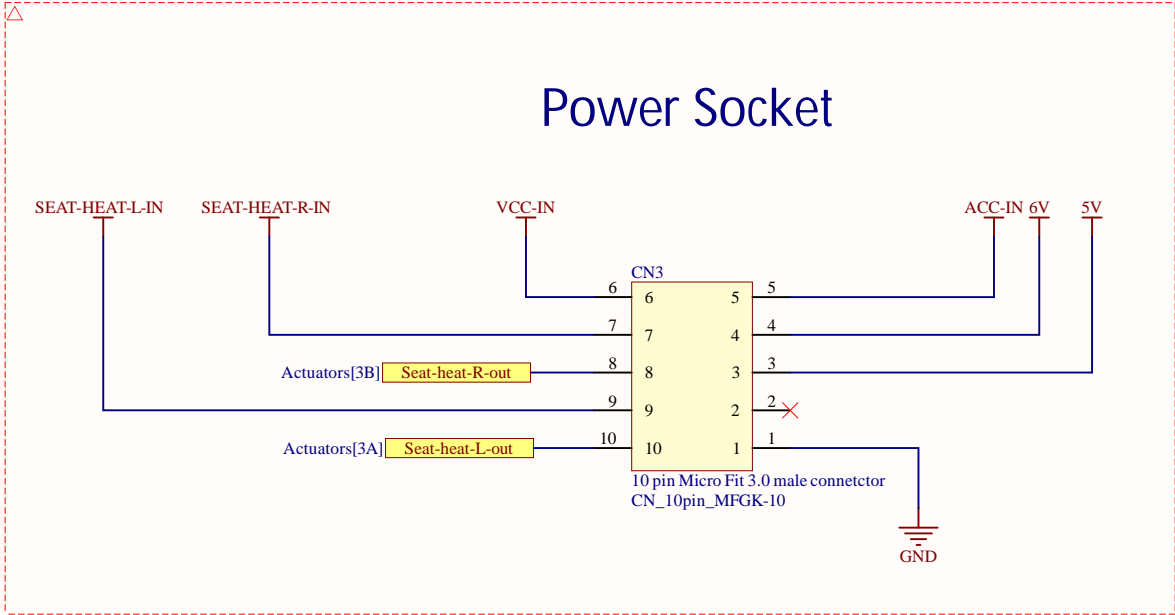 Power Socket
SEAT-HEAT-L-IN SEAT-HEAT-R-IN VCC-IN ACC-IN 6V 5V
CN3
6 6 5 5
7 7 4 4
Actuators[3B] Seat-heat-R-out 8 8 3 3
9 9 2 2
Actuators[3A] Seat-heat-L-out 10 10 1 1
10 pin Micro Fit 3.0 male connetctor
CN_10pin_MFGK-10
GND